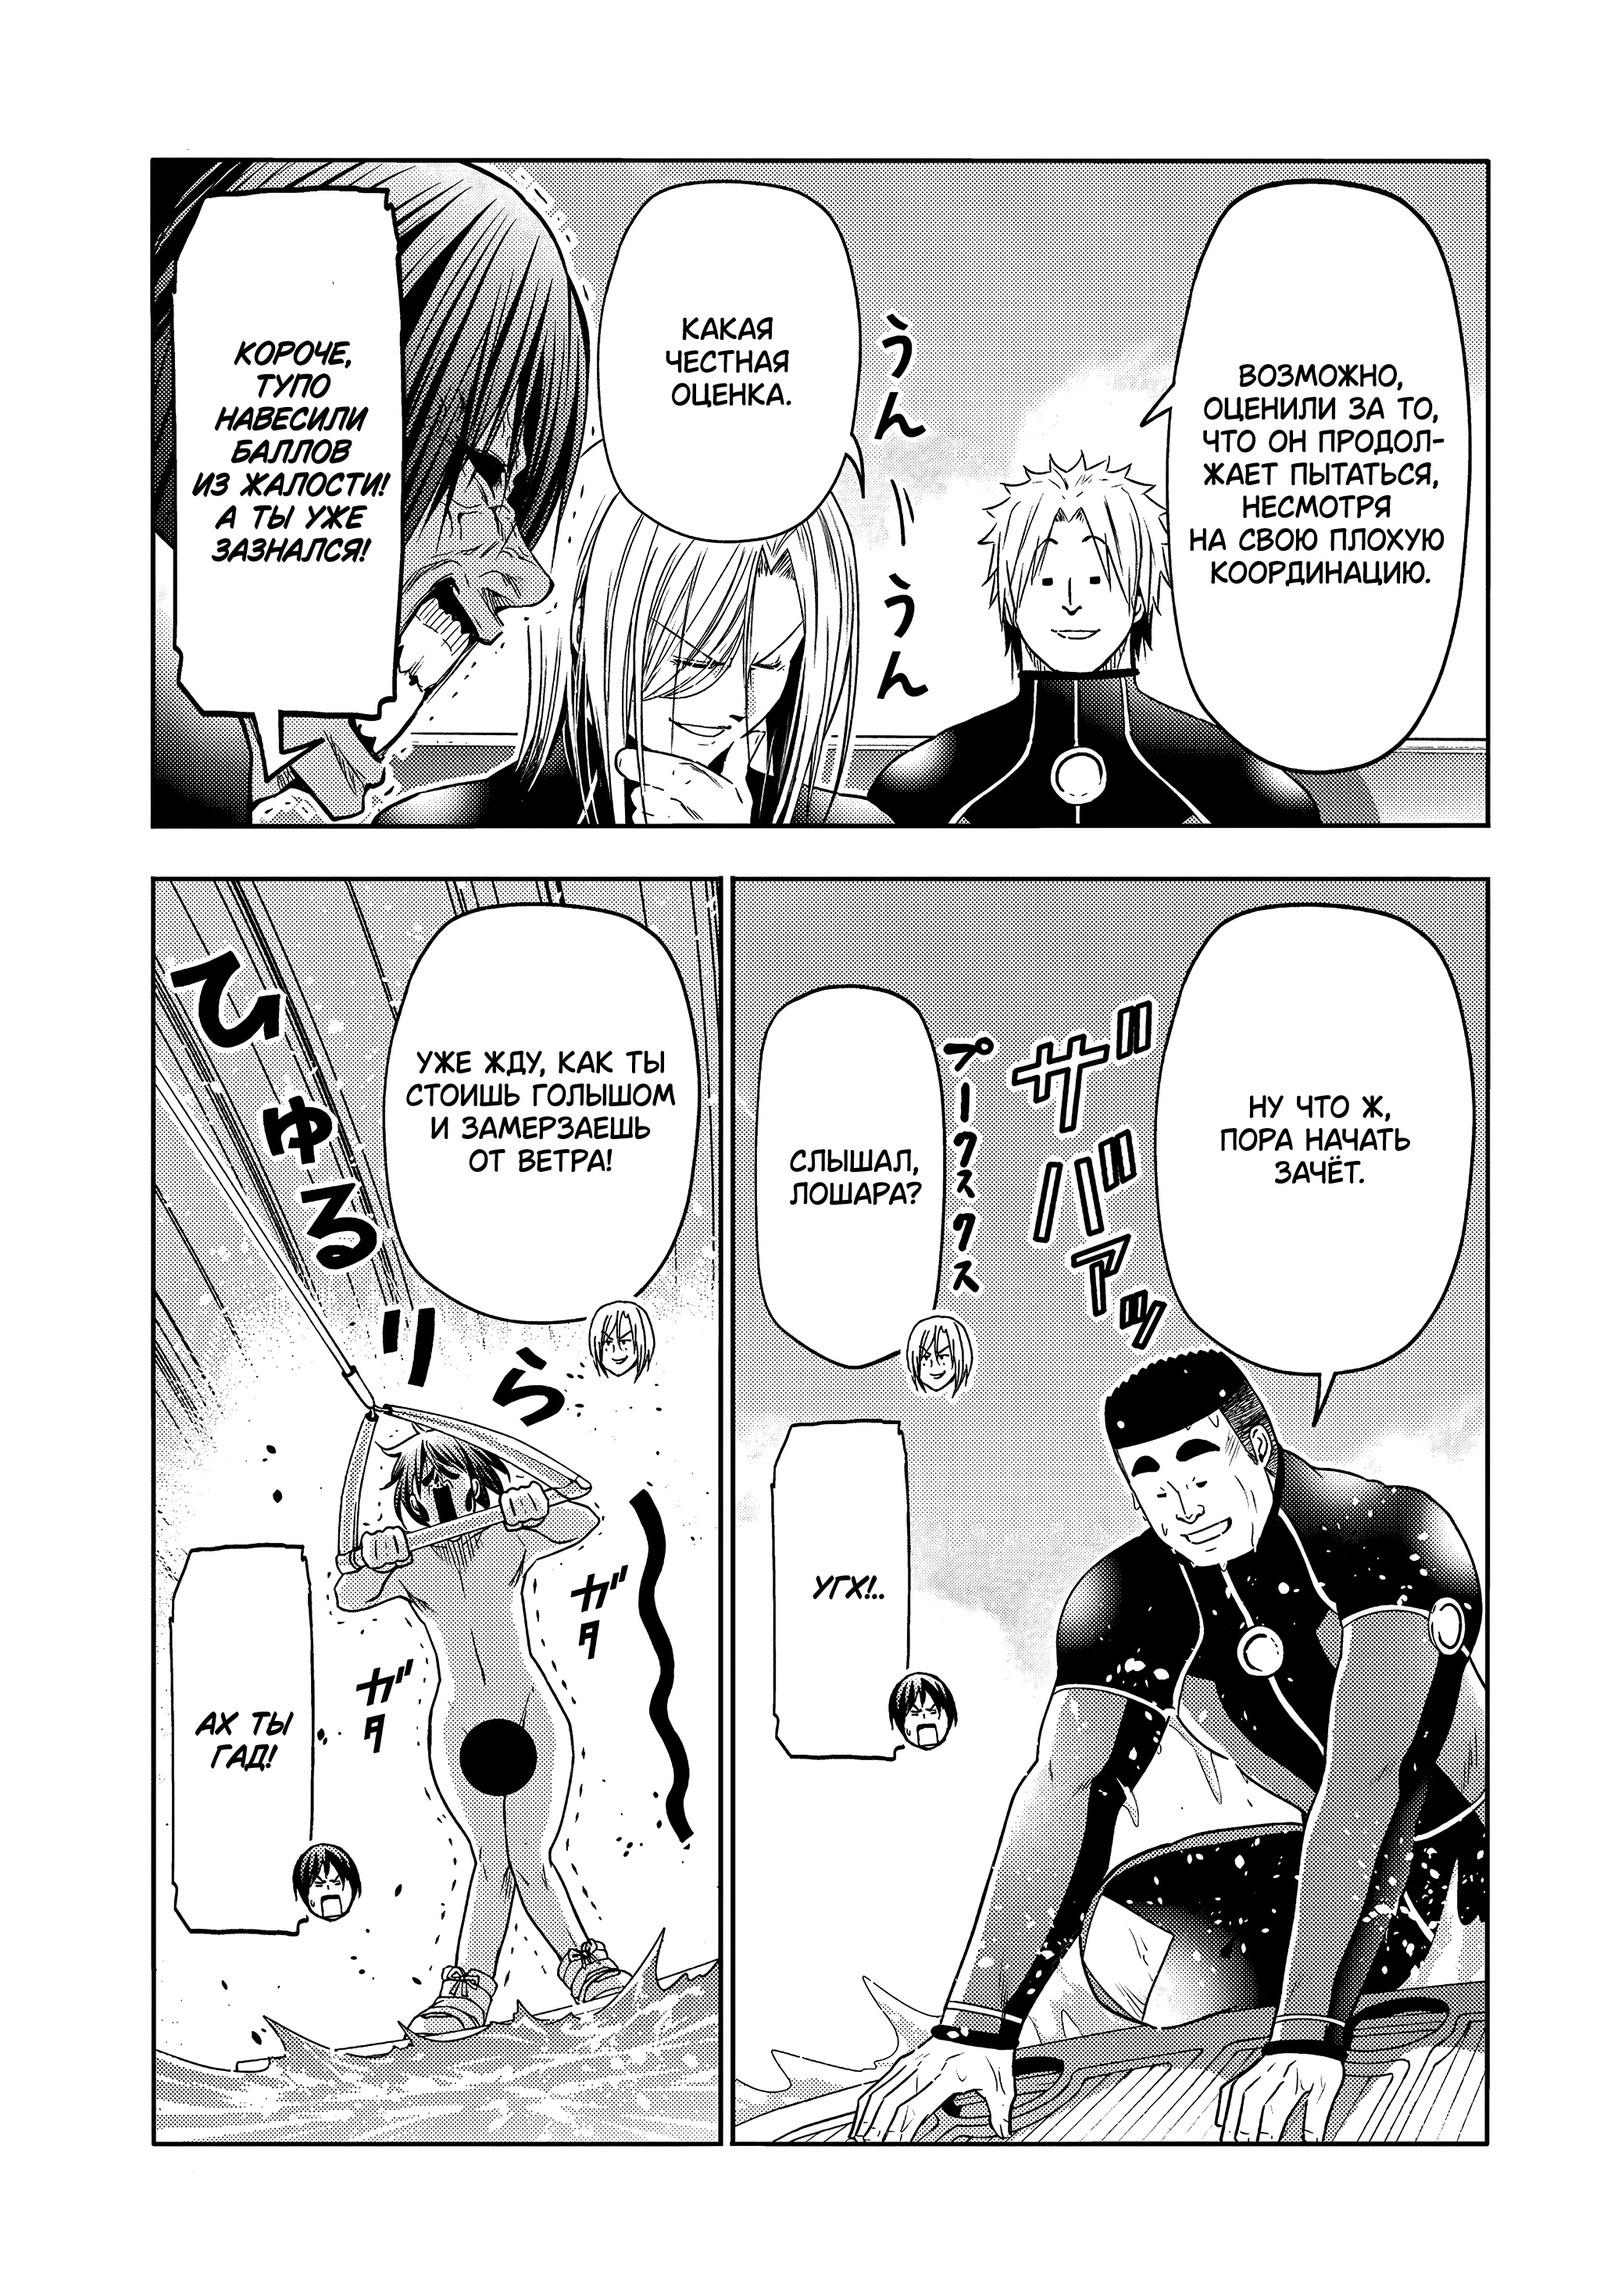 ВОЗМОЖНО,
ОЦЕНИЛИ ЗА ТО,
ЧТО ОН ПРОДОЛ-
ЖАЕТ ПЫТАТЬСЯ,
НЕСМОТРЯ
НА СВОЮ ПЛОХУЮ
КООРДИНАЦИЮ.
うん
うん
КАКАЯ
ЧЕСТНАЯ
ОЦЕНКА.
КОРОЧЕ,
ТУПО
НАВЕСИЛИ
БАЛЛОВ
ИЗ ЖАЛОСТИ!
А ТЫ УЖЕ
ЗАЗНАЛСЯ!
НУ ЧТО Ж,
ПОРА НАЧАТЬ
ЗАЧЁТ.
ザバァッ
プークスクス
СЛЫШАЛ,
ЛОШАРА?
УГХ!..
УЖЕ ЖДУ, КАК ТЫ
СТОИШЬ ГОЛЫШОМ
И ЗАМЕРЗАЕШЬ
ОТ ВЕТРА!
ひゅるりら
ガタ
ガタ
АХ ТЫ
ГАД!